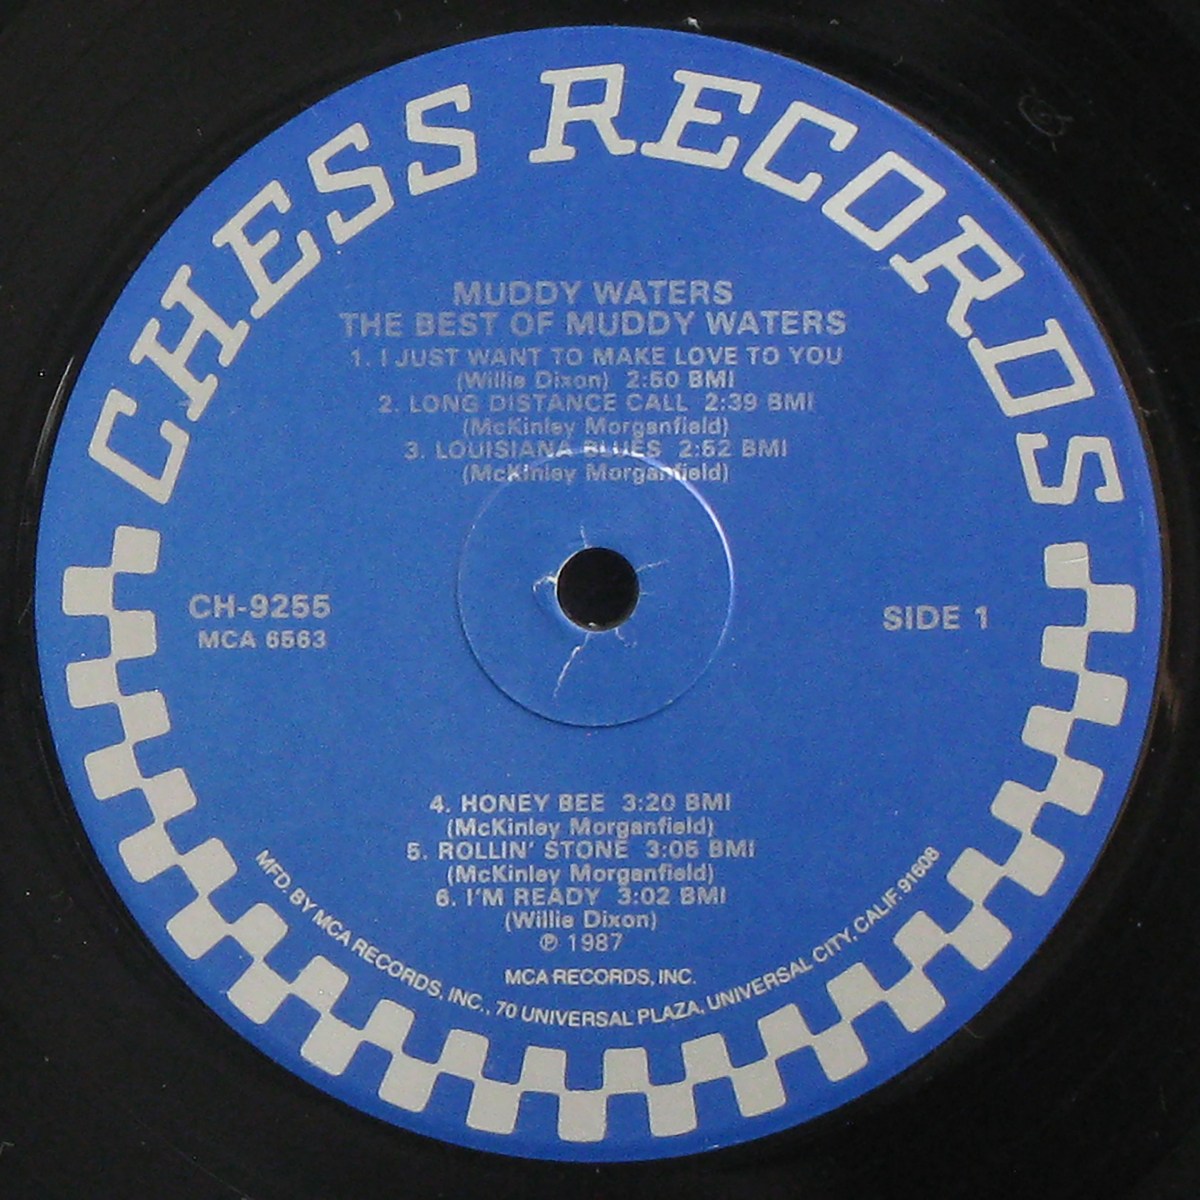 CHESS RECORDS
MUDDY WATERS
THE BEST OF MUDDY WATERS
1. I JUST WANT TO MAKE LOVE TO YOU
(Willie Dixon) 2:50 BMI
2. LONG DISTANCE CALL 2:39 BMI
(McKinley Morganfield)
3. LOUISIANA BLUES 2:52 BMI
(McKinley Morganfield)
CH-9255
MCA 6563
SIDE 1
4. HONEY BEE 3:20 BMI
(McKinley Morganfield)
5. ROLLIN' STONE 3:05 BMI
(McKinley Morganfield)
6. I'M READY 3:02 BMI
(Willie Dixon)
℗ 1987
MCA RECORDS, INC.
MFD. BY MCA RECORDS, INC., 70 UNIVERSAL PLAZA, UNIVERSAL CITY, CALIF. 91608